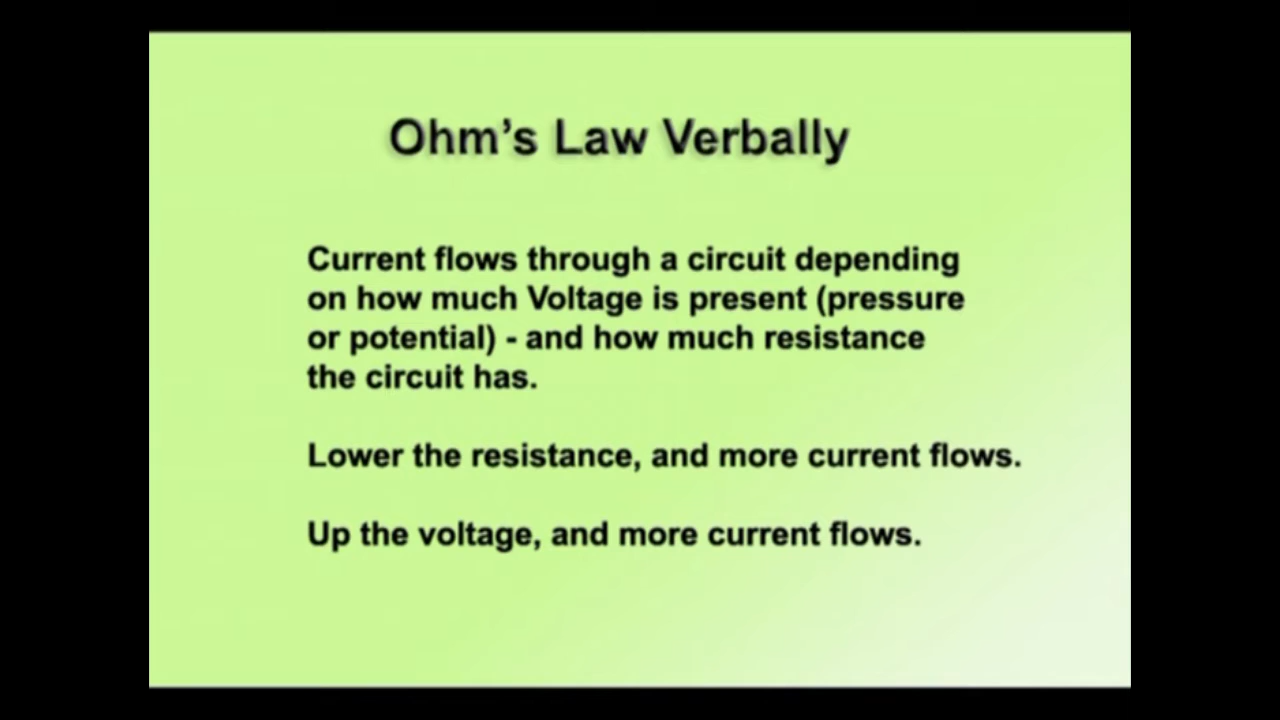 Ohm’s Law Verbally
Current flows through a circuit depending
on how much Voltage is present (pressure
or potential) - and how much resistance
the circuit has.
Lower the resistance, and more current flows.
Up the voltage, and more current flows.